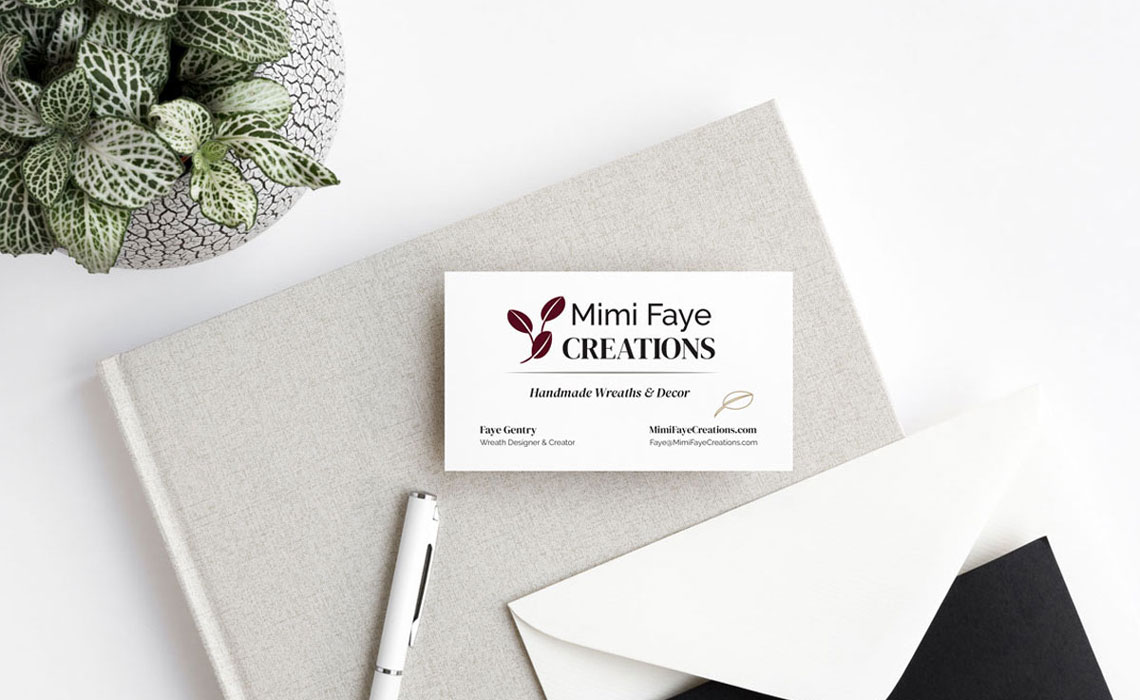 Mimi Faye
CREATIONS
Handmade Wreaths & Decor
Faye Gentry
Wreath Designer & Creator
MimiFayeCreations.com
Faye@MimiFayeCreations.com